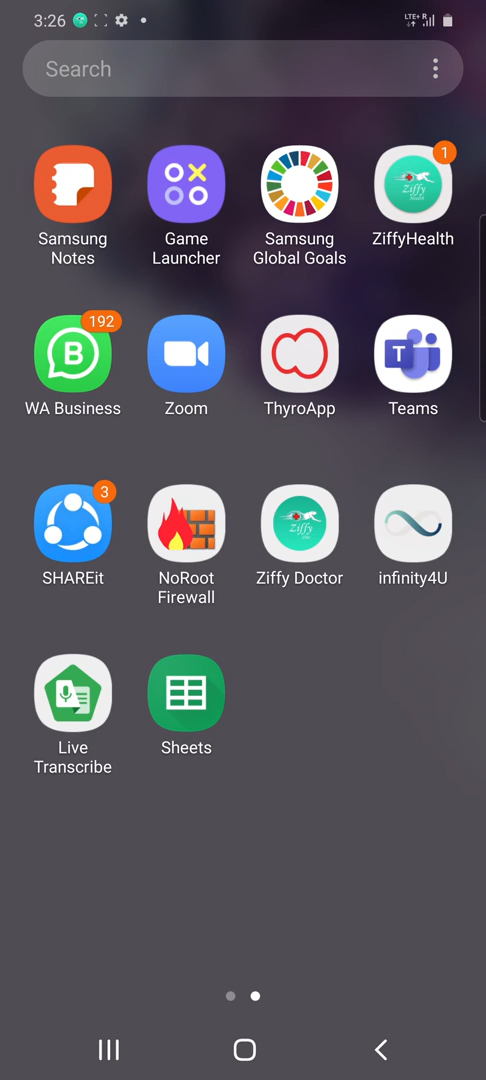 3:26
LTE+ R
Search
1
Samsung Notes
Game Launcher
Samsung Global Goals
ZiffyHealth
192
WA Business
Zoom
ThyroApp
Teams
3
SHAREit
NoRoot Firewall
Ziffy Doctor
infinity4U
Live Transcribe
Sheets